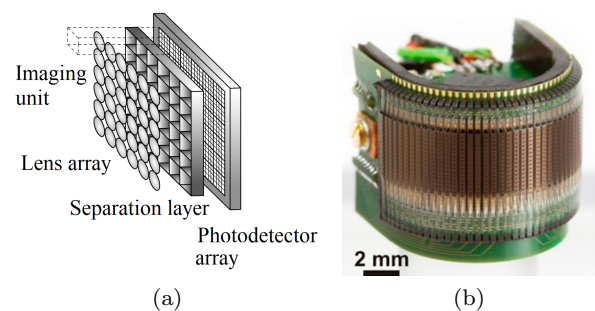 Imaging
unit
Lens array
Separation layer
Photodetector
array
2 mm
(a)
(b)